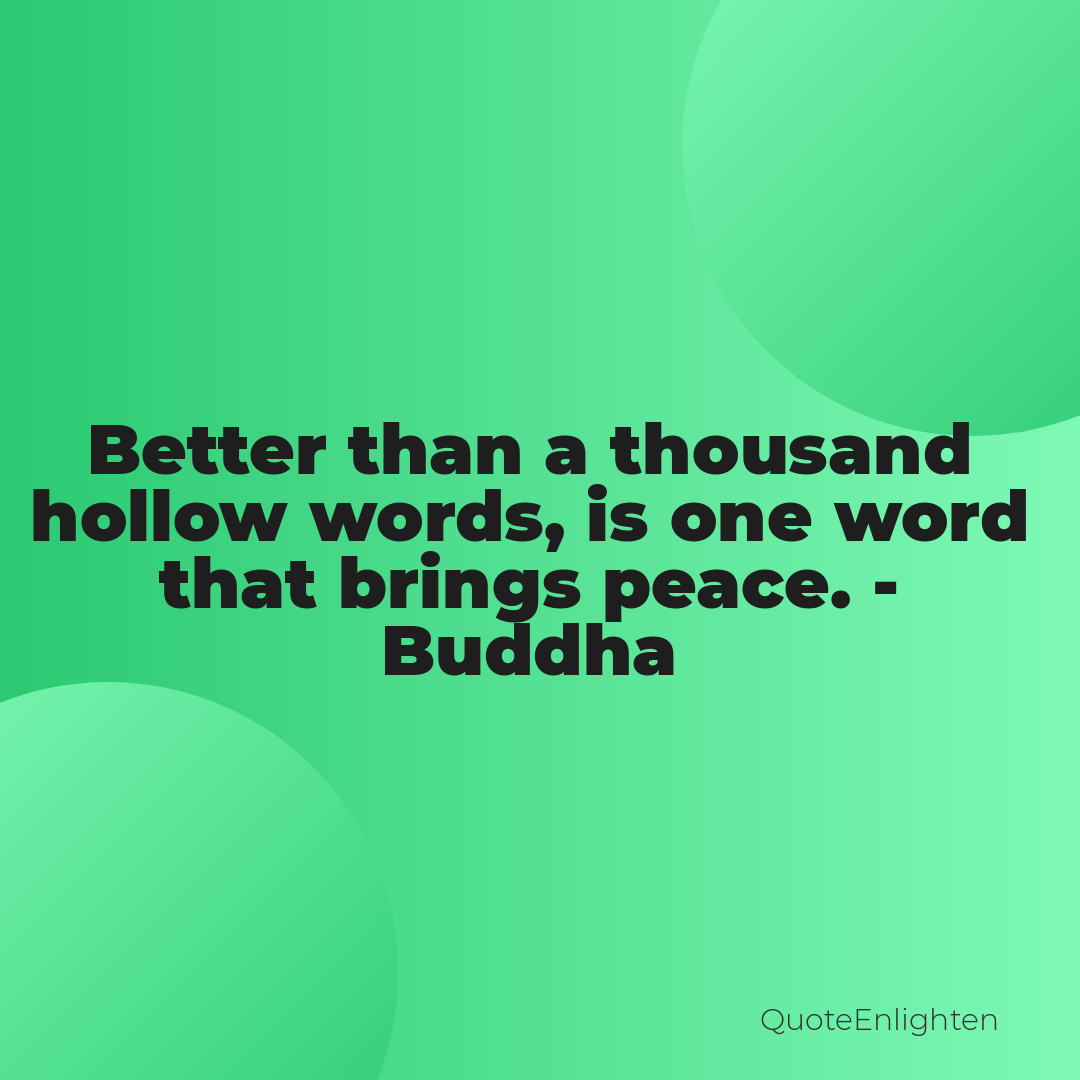 Better than a thousand
hollow words, is one word
that brings peace. -
Buddha
QuoteEnlighten